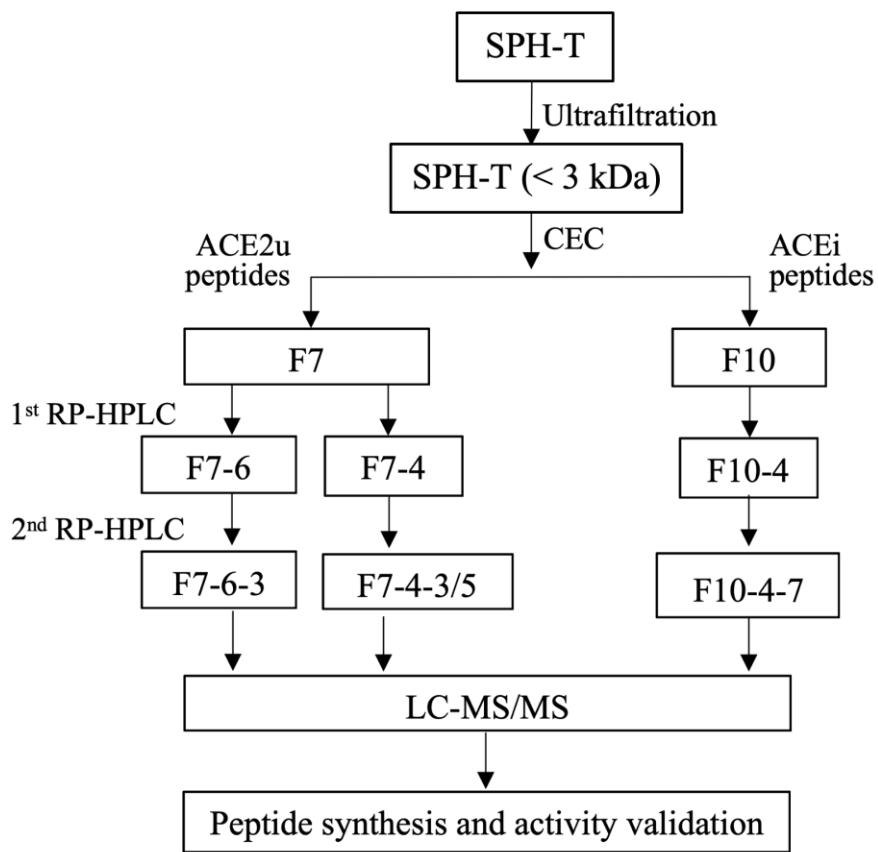 SPH-T
Ultrafiltration
SPH-T (< 3 kDa)
CEC
ACE2u
peptides
ACEi
peptides
F7
F10
1st RP-HPLC
F7-6
F7-4
F10-4
2nd RP-HPLC
F7-6-3
F7-4-3/5
F10-4-7
LC-MS/MS
Peptide synthesis and activity validation